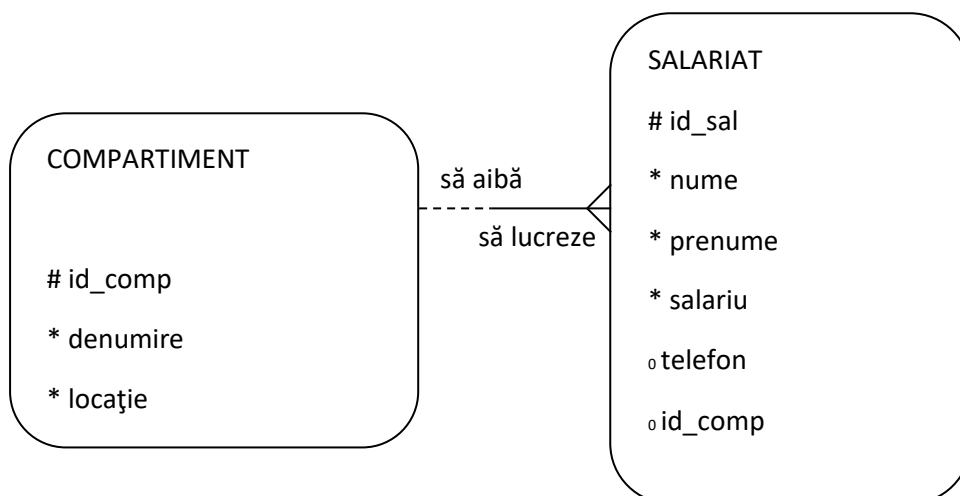 COMPARTIMENT
# id_comp
* denumire
* locaţie
să aibă
să lucreze
SALARIAT
# id_sal
* nume
* prenume
* salariu
o telefon
o id_comp